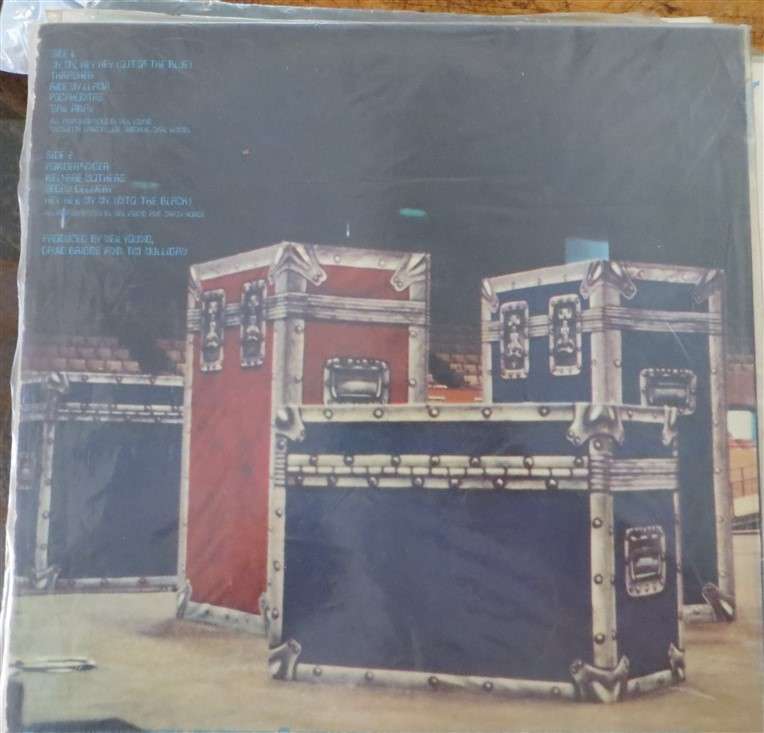 SIDE 1
MY MY, HEY HEY (OUT OF THE BLUE)
THRASHER
RIDE MY LLAMA
POCAHONTAS
SAIL AWAY
SIDE 2
POWDERFINGER
WELFARE MOTHERS
SEDAN DELIVERY
HEY HEY, MY MY (INTO THE BLACK)
PRODUCED BY NEIL YOUNG,
DAVID BRIGGS AND TIM MULLIGAN